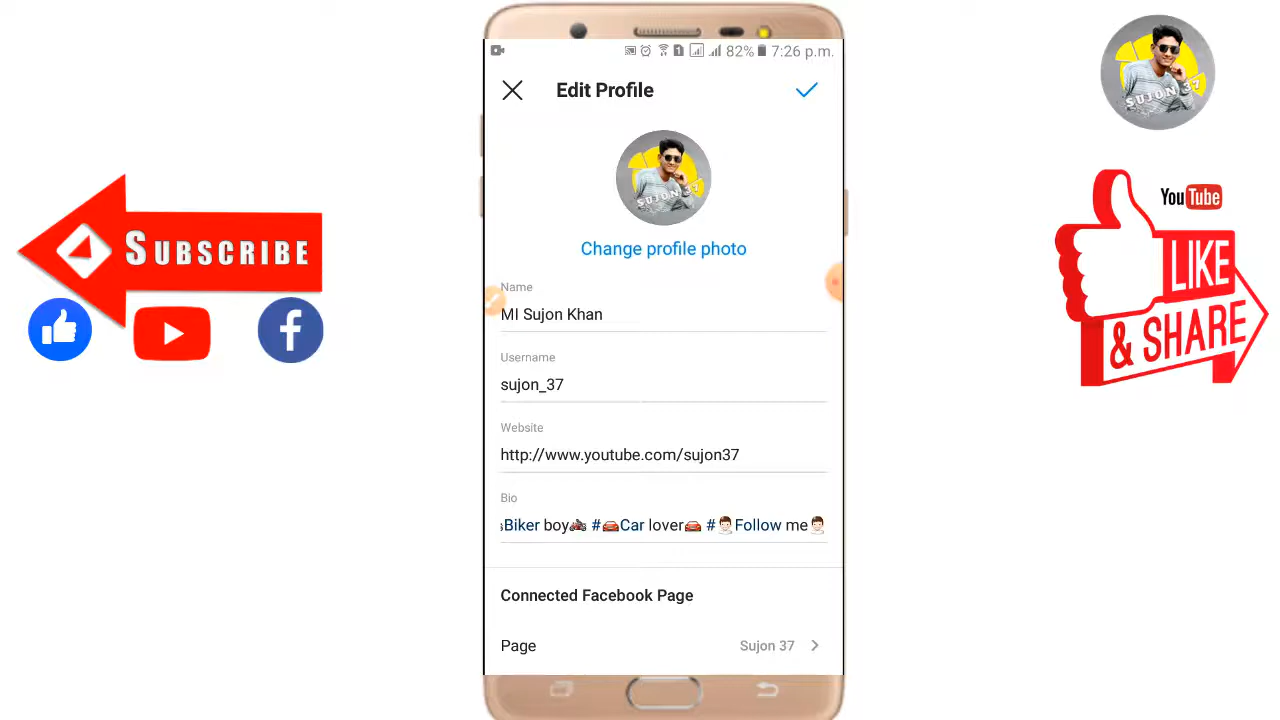 82% 7:26 p.m.
Edit Profile
SUJON 37
SUJON 37
Change profile photo
YouTube
SUBSCRIBE
LIKE
& SHARE
Name
MI Sujon Khan
Username
sujon_37
Website
http://www.youtube.com/sujon37
Bio
Biker boy🏍 #🚗Car lover🚗 #💆‍♂️Follow me💆‍♂️
Connected Facebook Page
Page
Sujon 37